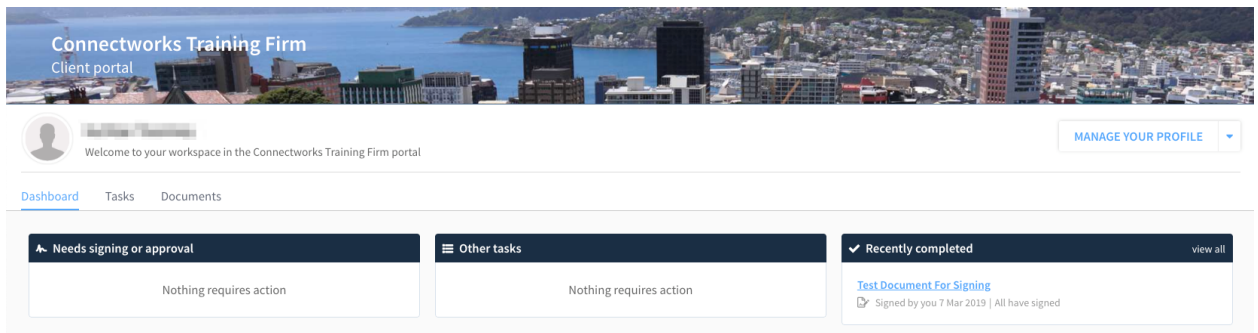 Connectworks Training Firm
Client portal
Welcome to your workspace in the Connectworks Training Firm portal
MANAGE YOUR PROFILE
Dashboard Tasks Documents
Needs signing or approval
Nothing requires action
Other tasks
Nothing requires action
Recently completed view all
Test Document For Signing
Signed by you 7 Mar 2019 | All have signed